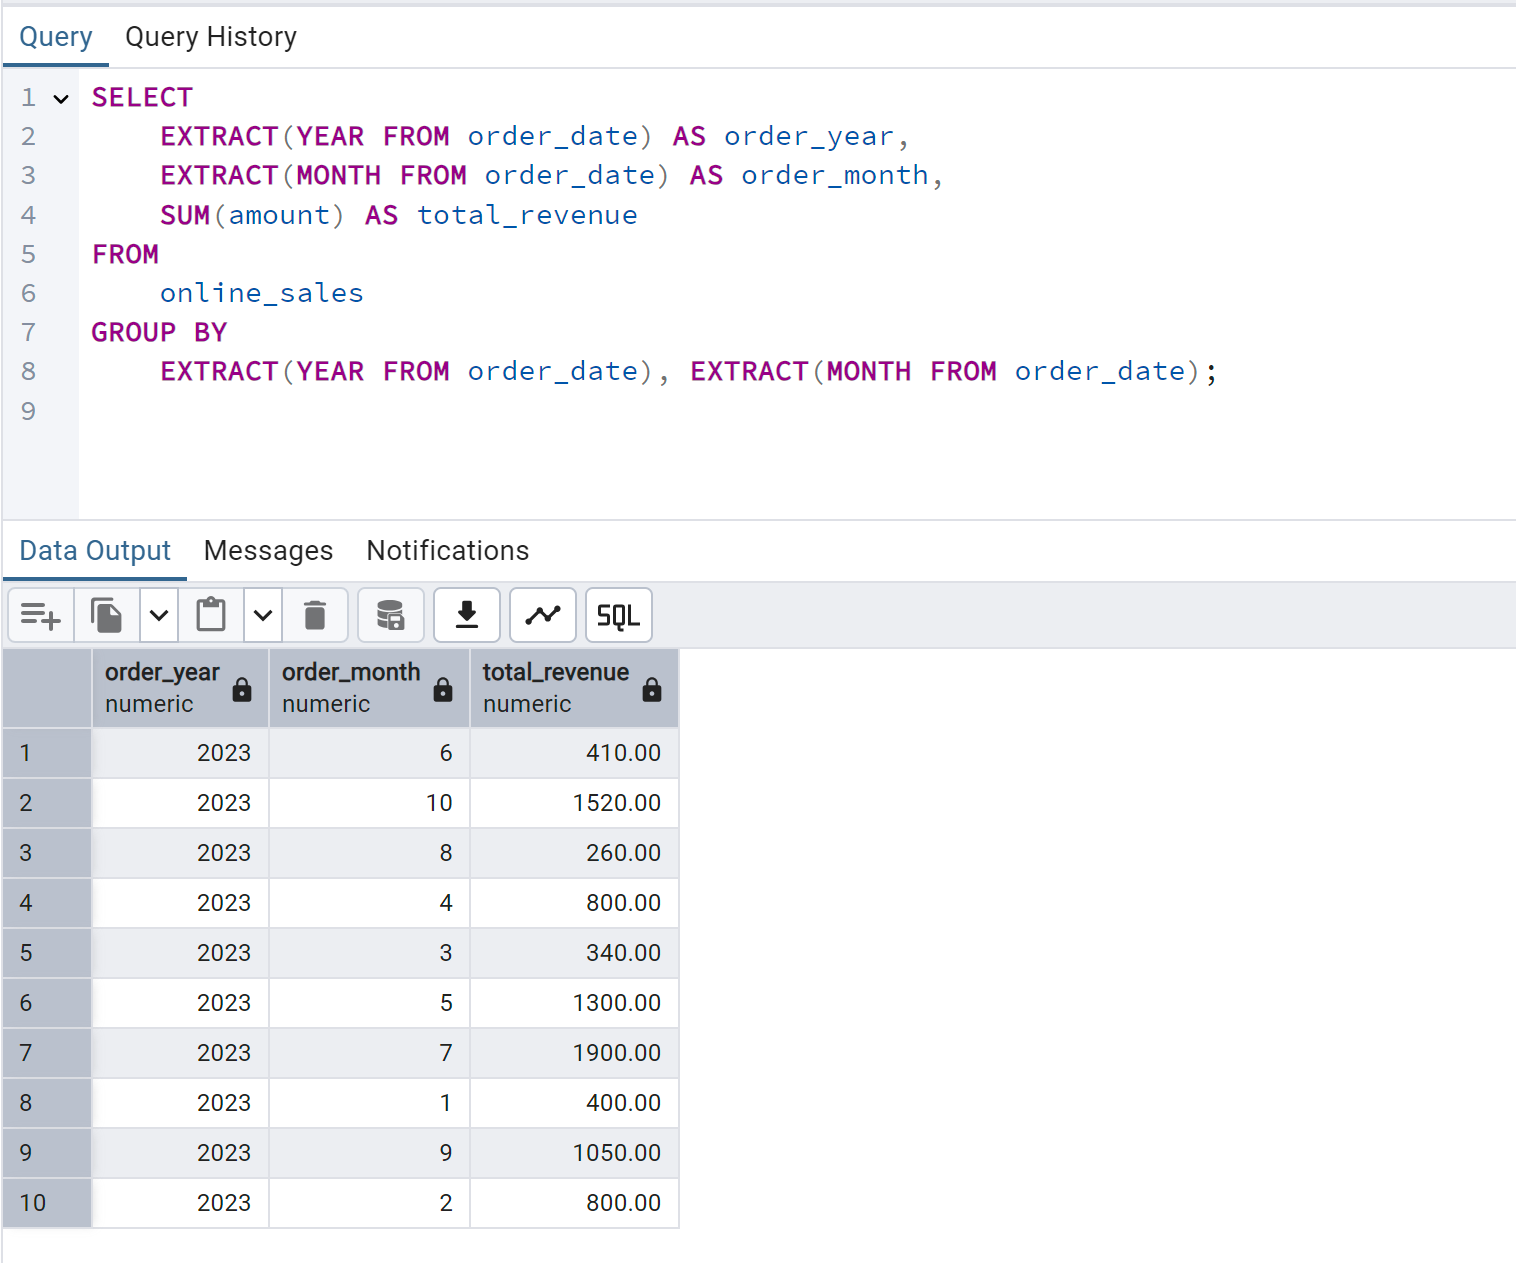 Query Query History
1 SELECT
2 EXTRACT(YEAR FROM order_date) AS order_year,
3 EXTRACT(MONTH FROM order_date) AS order_month,
4 SUM(amount) AS total_revenue
5 FROM
6 online_sales
7 GROUP BY
8 EXTRACT(YEAR FROM order_date), EXTRACT(MONTH FROM order_date);
9
Data Output Messages Notifications
SQL
order_year order_month total_revenue
numeric numeric numeric
1 2023 6 410.00
2 2023 10 1520.00
3 2023 8 260.00
4 2023 4 800.00
5 2023 3 340.00
6 2023 5 1300.00
7 2023 7 1900.00
8 2023 1 400.00
9 2023 9 1050.00
10 2023 2 800.00